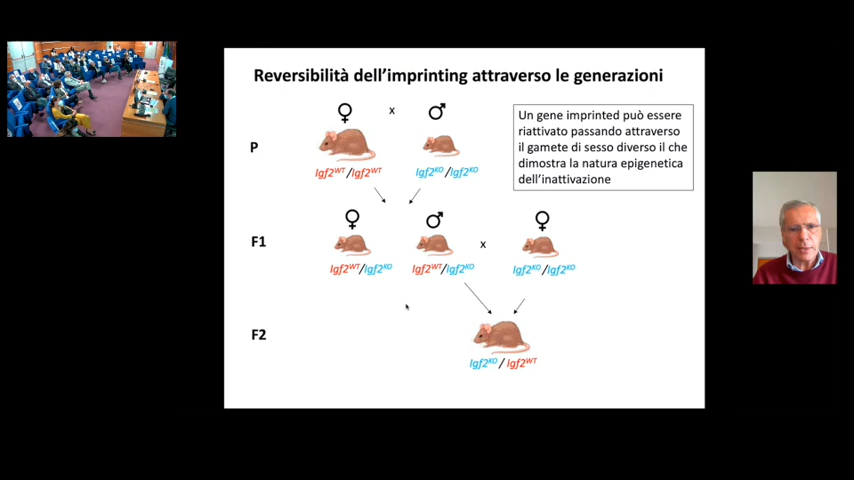 Reversibilità dell'imprinting attraverso le generazioni
♀ x ♂
Un gene imprinted può essere
riattivato passando attraverso
il gamete di sesso diverso il che
dimostra la natura epigenetica
dell'inattivazione
P
Igf2WT/Igf2WT Igf2KO/Igf2KO
♀ ♂ ♀
F1 x
Igf2WT/Igf2KO Igf2WT/Igf2KO Igf2KO/Igf2KO
F2
Igf2KO/ Igf2WT